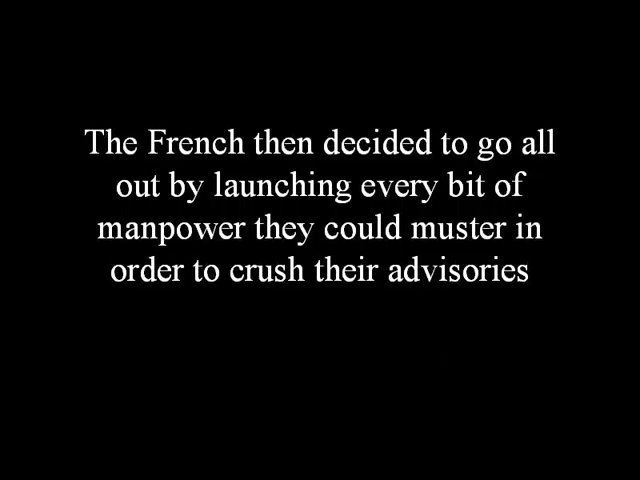 The French then decided to go all
out by launching every bit of
manpower they could muster in
order to crush their advisories